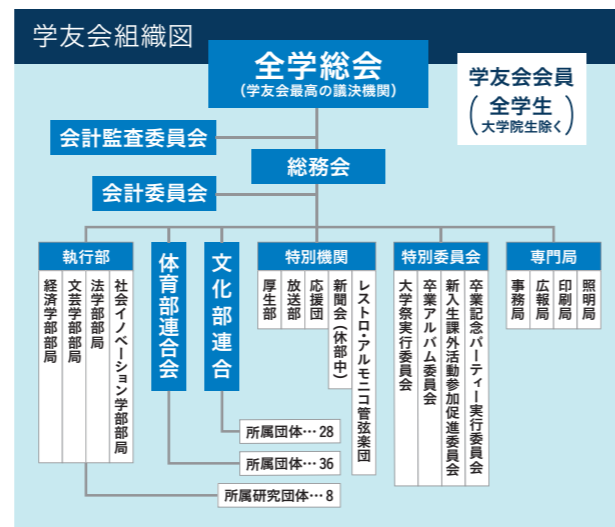 学友会組織図
全学総会
(学友会最高の議決機関)
学友会会員
(全学生
大学院生除く)
会計監査委員会
総務会
会計委員会
執行部
経済学部部局
文芸学部部局
法学部部局
社会イノベーション学部部局
体育部連合会
文化部連合
特別機関
厚生部
放送部
応援団
新聞会(休部中)
レストロ・アルモニコ管弦楽団
特別委員会
大学祭実行委員会
卒業アルバム委員会
新入生課外活動参加促進委員会
卒業記念パーティー実行委員会
専門局
事務局
広報局
印刷局
照明局
所属団体…28
所属団体…36
所属研究団体…8